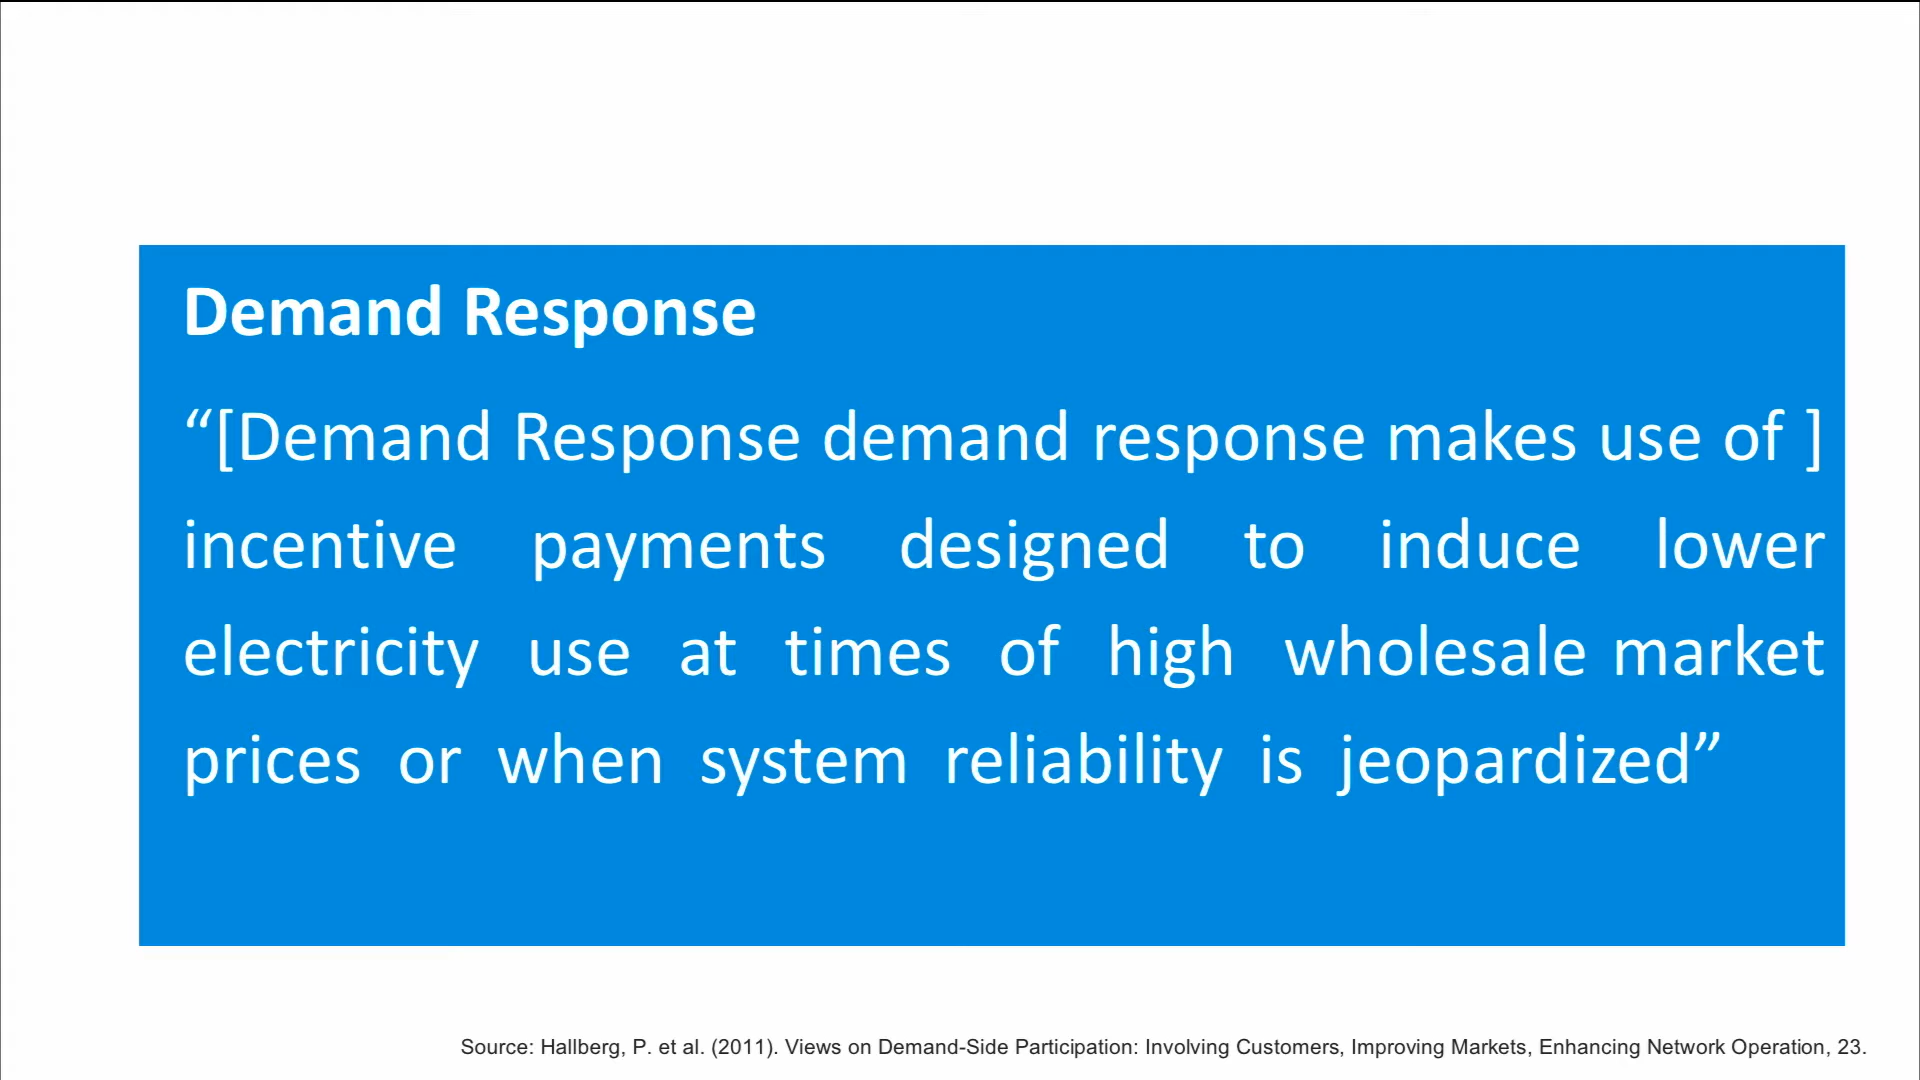 Demand Response
“[Demand Response demand response makes use of ]
incentive payments designed to induce lower
electricity use at times of high wholesale market
prices or when system reliability is jeopardized”
Source: Hallberg, P. et al. (2011). Views on Demand-Side Participation: Involving Customers, Improving Markets, Enhancing Network Operation, 23.